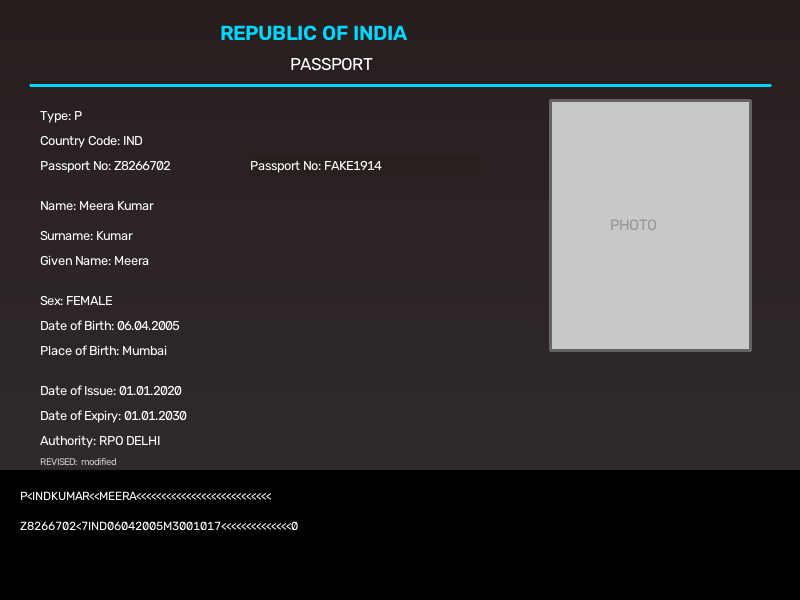 REPUBLIC OF INDIA
PASSPORT
Type: P
Country Code: IND
Passport No: Z8266702 Passport No: FAKE1914
Name: Meera Kumar
Surname: Kumar
Given Name: Meera
PHOTO
Sex: FEMALE
Date of Birth: 06.04.2005
Place of Birth: Mumbai
Date of Issue: 01.01.2020
Date of Expiry: 01.01.2030
Authority: RPO DELHI
REVISED: modified
P<INDKUMAR<<MEERA<<<<<<<<<<<<<<<<<<<<<<<<<<<
Z8266702<7IND06042005M3001017<<<<<<<<<<<<<<0